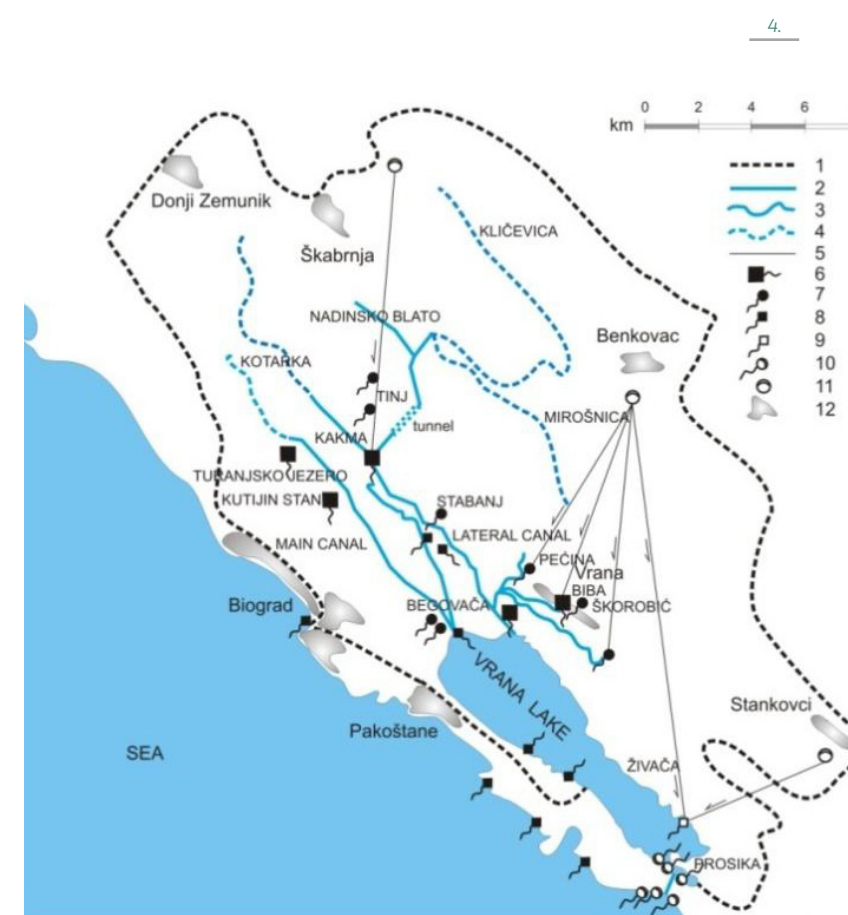 4.
0 2 4 6
km
1
2
3
4
5
6
7
8
9
10
11
12
Donji Zemunik
Škabrnja
KLIČEVICA
NADINSKO BLATO
Benkovac
KOTARKA
TINJ
MIROŠNICA
KAKMA
tunnel
TURANJSKO JEZERO
KUTIJIN STAN
STABANJ
MAIN CANAL
LATERAL CANAL
PEĆINA
Vrana
BIBA
Biograd
BEGOVAČA
ŠKOROBIĆ
VRANA LAKE
Stankovci
Pakoštane
SEA
ŽIVAČA
PROSIKA